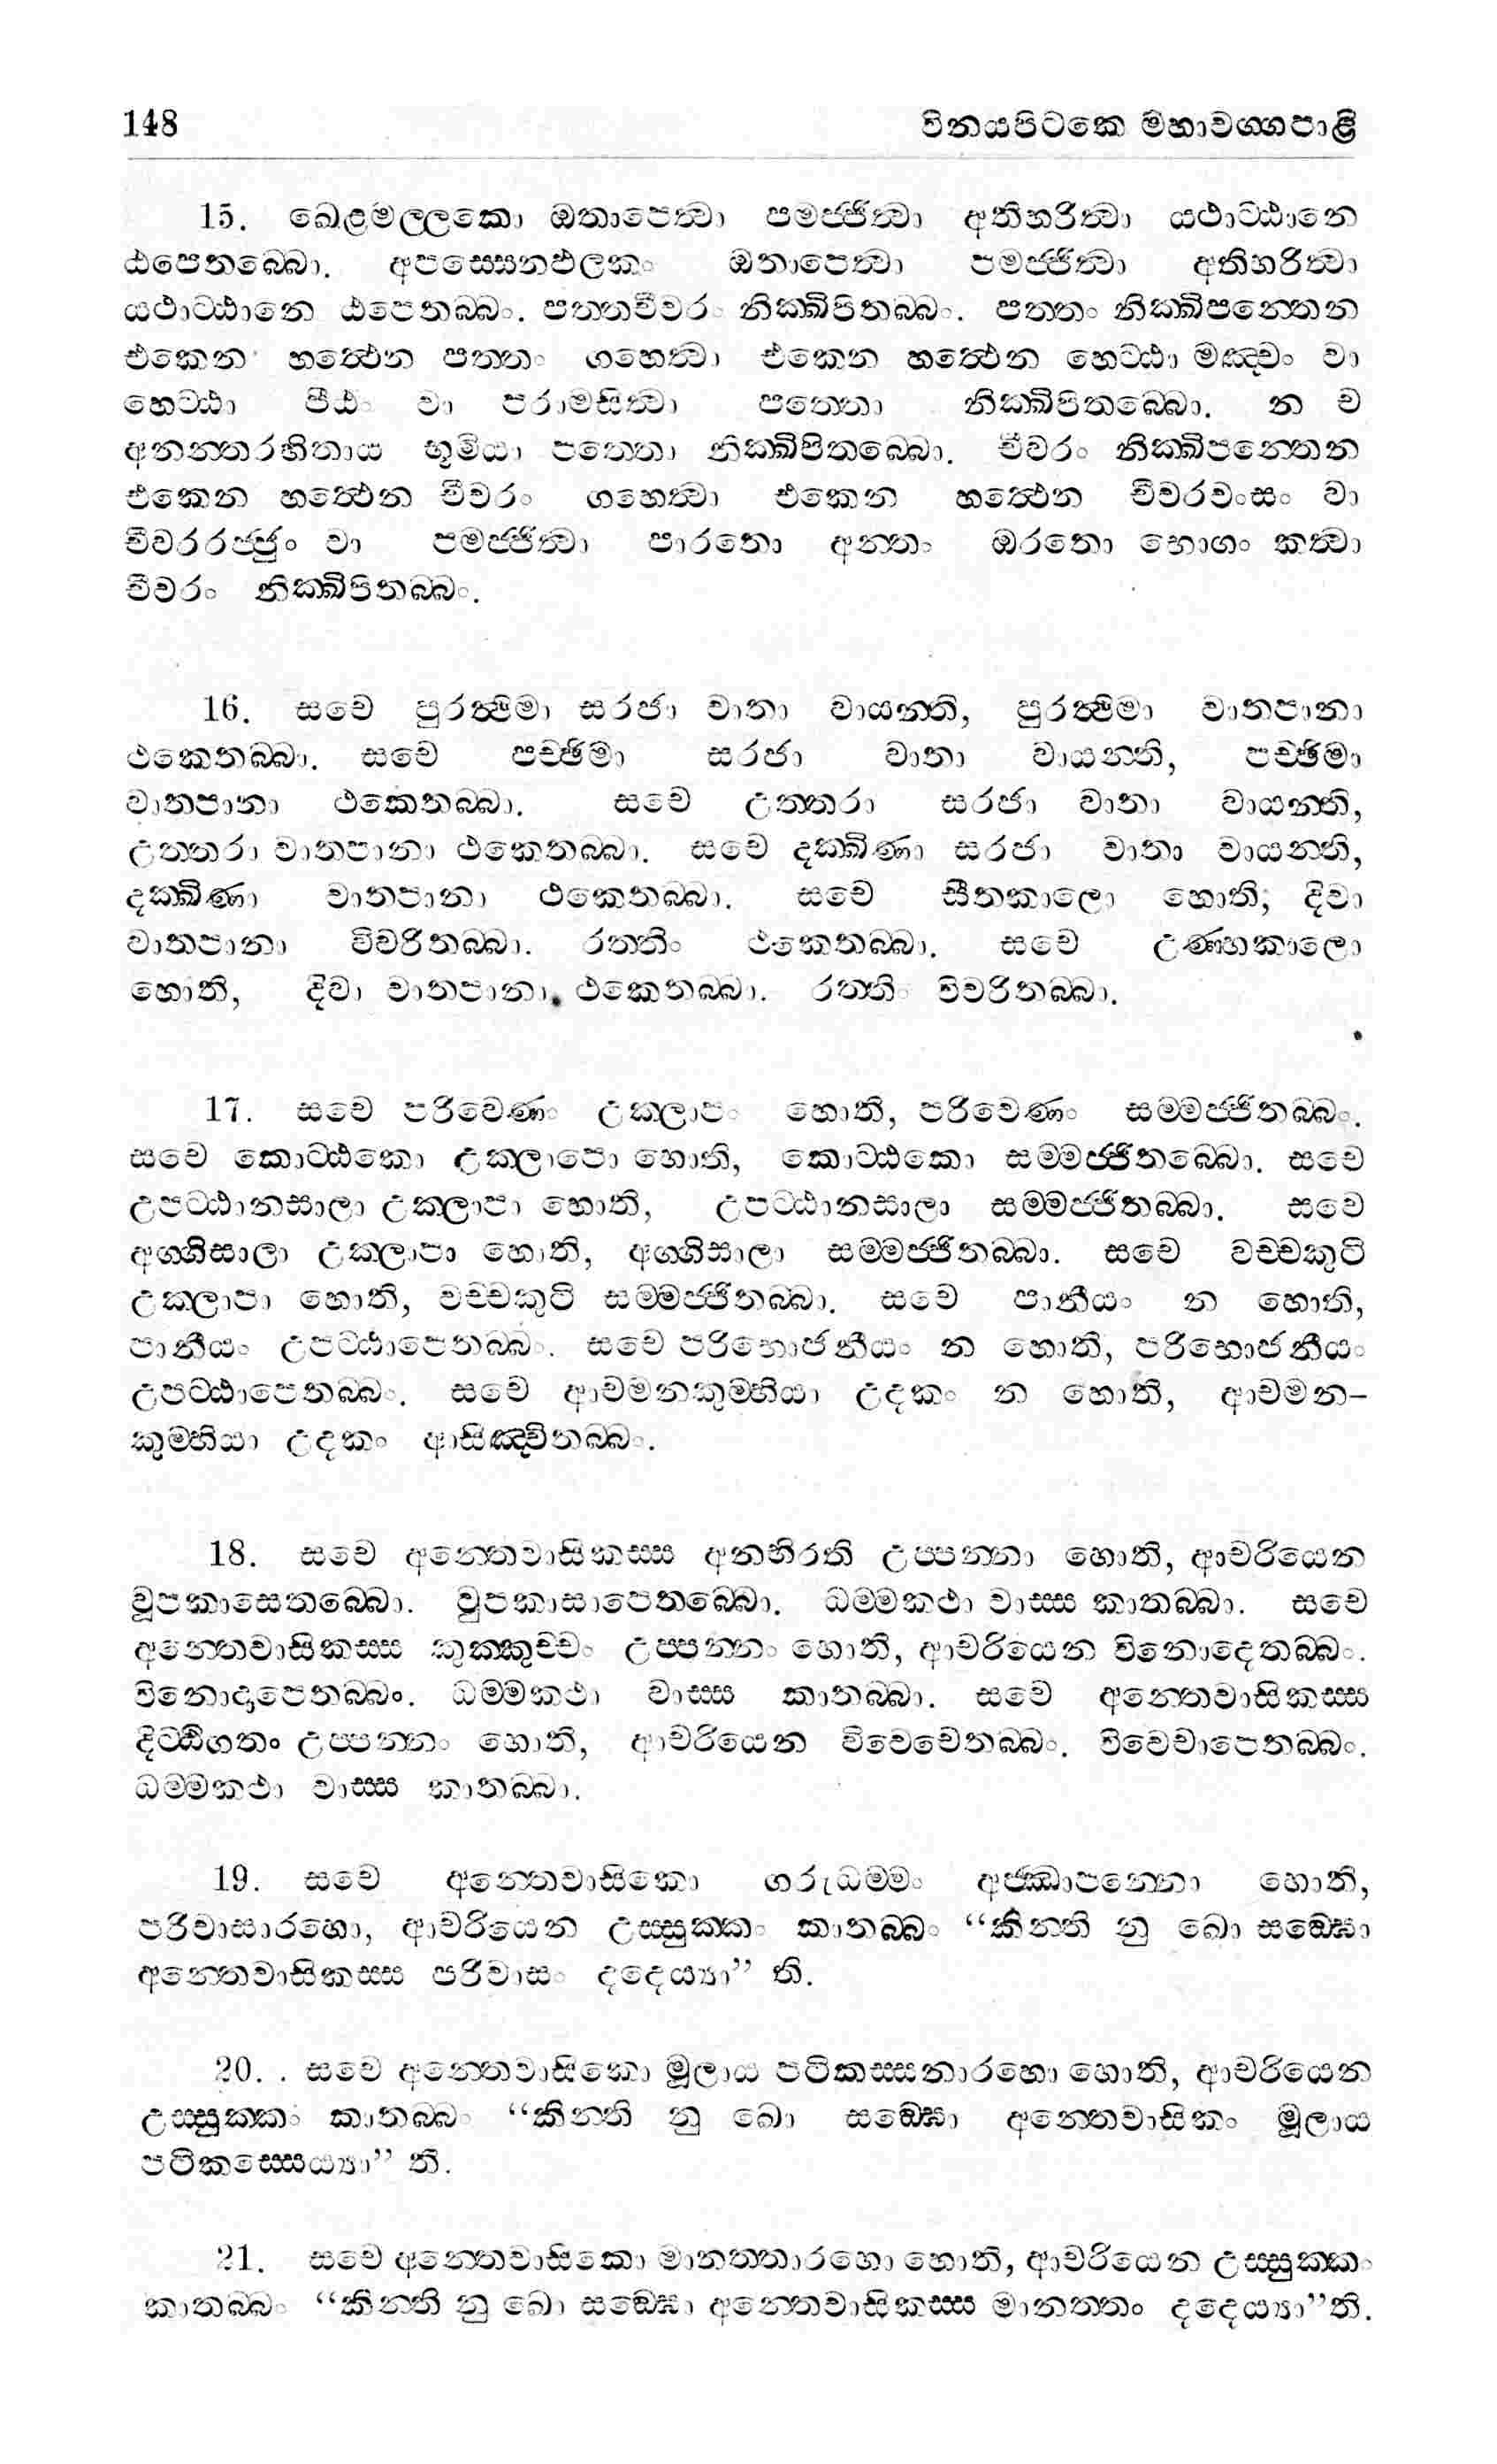 148 විනයපිටකෙ මහාවග්ගපාළි
15. ඛෙළමල්ලකො ඔතාපෙත්වා පමජ්ජිත්වා අතිහරිත්වා යථාට්ඨානෙ
ඨපෙතබ්බො. අපස්සෙනඵලකං ඔතාපෙත්වා පමජ්ජිත්වා අතිහරිත්වා
යථාට්ඨානෙ ඨපෙතබ්බං. පත්තචීවරං නික්ඛිපිතබ්බං. පත්තං නික්ඛිපන්තෙන
එකෙන හත්ථෙන පත්තං ගහෙත්වා එකෙන හත්ථෙන හෙට්ඨා මඤ්චං වා
හෙට්ඨා පීඨං වා පරාමසිත්වා පත්තො නික්ඛිපිතබ්බො. න ච
අනන්තරහිතාය භූමියා පත්තො නික්ඛිපිතබ්බො. චීවරං නික්ඛිපන්තෙන
එකෙන හත්ථෙන චීවරං ගහෙත්වා එකෙන හත්ථෙන චීවරවංසං වා
චීවරරජ්ජුං වා පමජ්ජිත්වා පාරතො අන්තං ඔරතො භොගං කත්වා
චීවරං නික්ඛිපිතබ්බං.
16. සචෙ පුරත්ථිමා සරජා වාතා වායන්ති, පුරත්ථිමා වාතපානා
ථකෙතබ්බා. සචෙ පච්ඡිමා සරජා වාතා වායන්ති, පච්ඡිමා
වාතපානා ථකෙතබ්බා. සචෙ උත්තරා සරජා වාතා වායන්ති,
උත්තරා වාතපානා ථකෙතබ්බා. සචෙ දක්ඛිණා සරජා වාතා වායන්ති,
දක්ඛිණා වාතපානා ථකෙතබ්බා. සචෙ සීතකාලො හොති, දිවා
වාතපානා විවරිතබ්බා. රත්තිං ථකෙතබ්බා. සචෙ උණ්හකාලො
හොති, දිවා වාතපානා ථකෙතබ්බා. රත්තිං විවරිතබ්බා.
17. සචෙ පරිවෙණං උක්ලාපං හොති, පරිවෙණං සම්මජ්ජිතබ්බං.
සචෙ කොට්ඨකො උක්ලාපො හොති, කොට්ඨකො සම්මජ්ජිතබ්බො. සචෙ
උපට්ඨානසාලා උක්ලාපා හොති, උපට්ඨානසාලා සම්මජ්ජිතබ්බා. සචෙ
අග්ගිසාලා උක්ලාපා හොති, අග්ගිසාලා සම්මජ්ජිතබ්බා. සචෙ වච්චකුටි
උක්ලාපා හොති, වච්චකුටි සම්මජ්ජිතබ්බා. සචෙ පානීයං න හොති,
පානීයං උපට්ඨාපෙතබ්බං. සචෙ පරිභොජනීයං න හොති, පරිභොජනීයං
උපට්ඨාපෙතබ්බං. සචෙ ආචමනකුම්භියා උදකං න හොති, ආචමන-
කුම්භියා උදකං ආසිඤ්චිතබ්බං.
18. සචෙ අන්තෙවාසිකස්ස අනභිරති උප්පන්නා හොති, ආචරියෙන
වූපකාසෙතබ්බො. වූපකාසාපෙතබ්බො. ධම්මකථා වාස්ස කාතබ්බා. සචෙ
අන්තෙවාසිකස්ස කුක්කුච්චං උප්පන්නං හොති, ආචරියෙන විනොදෙතබ්බං.
විනොදාපෙතබ්බං. ධම්මකථා වාස්ස කාතබ්බා. සචෙ අන්තෙවාසිකස්ස
දිට්ඨිගතං උප්පන්නං හොති, ආචරියෙන විවෙචෙතබ්බං. විවෙචාපෙතබ්බං.
ධම්මකථා වාස්ස කාතබ්බා.
19. සචෙ අන්තෙවාසිකො ගරුධම්මං අජ්ඣාපන්නො හොති,
පරිවාසාරහො, ආචරියෙන උස්සුක්කං කාතබ්බං “කින්ති නු ඛො සඞ්ඝො
අන්තෙවාසිකස්ස පරිවාසං දදෙය්‍යා” ති.
20. . සචෙ අන්තෙවාසිකො මූලාය පටිකස්සනාරහො හොති, ආචරියෙන
උස්සුක්කං කාතබ්බං “කින්ති නු ඛො සඞ්ඝො අන්තෙවාසිකං මූලාය
පටිකස්සෙය්‍යා” ති.
21. සචෙ අන්තෙවාසිකො මානත්තාරහො හොති, ආචරියෙන උස්සුක්කං
කාතබ්බං “කින්ති නු ඛො සඞ්ඝො අන්තෙවාසිකස්ස මානත්තං දදෙය්‍යා”ති.